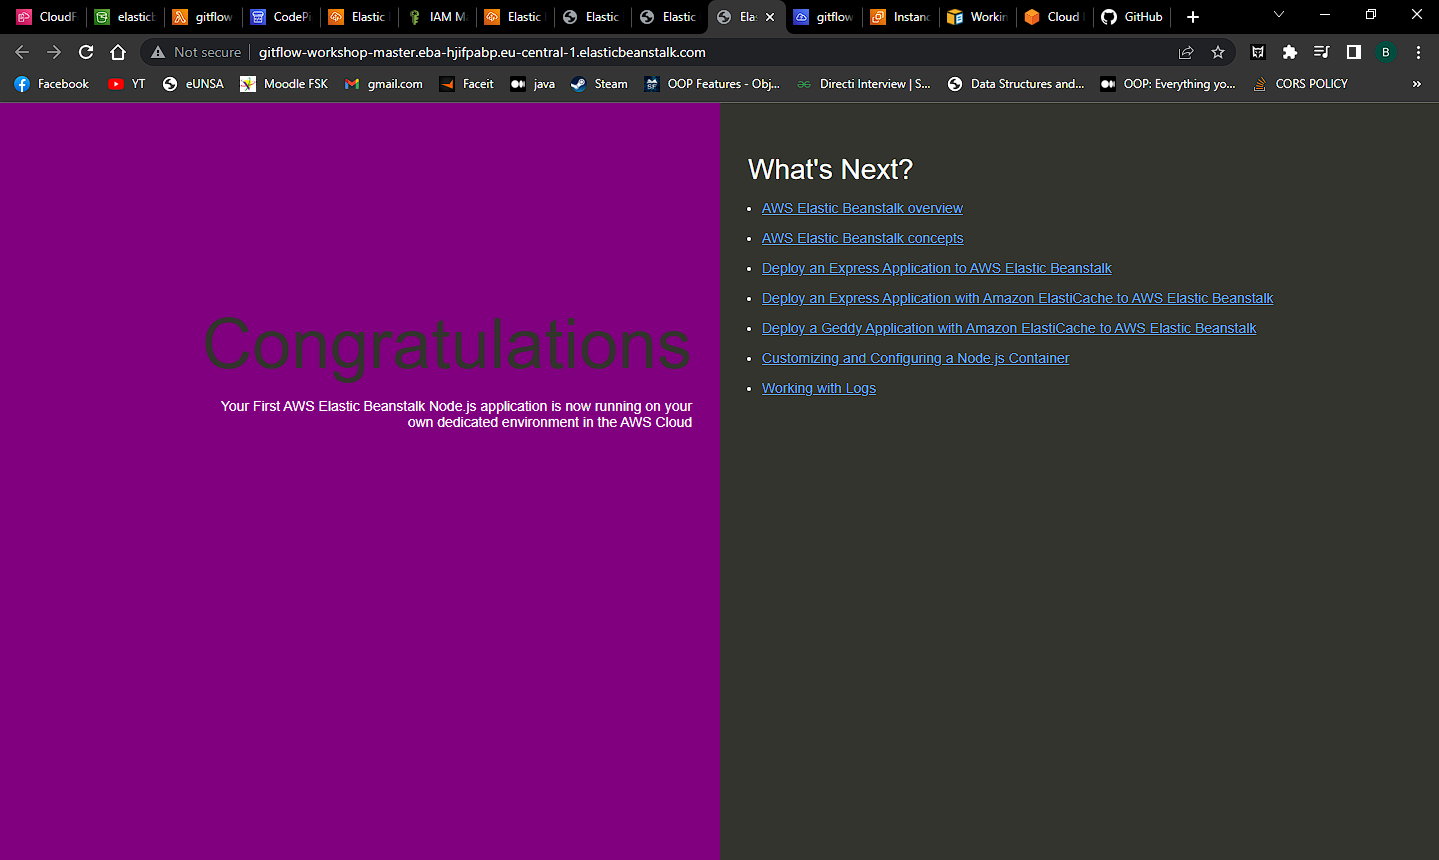 CloudF
elasticb
gitflow
CodePi
Elastic
IAM M
Elastic
Elastic
Elastic
Elas
gitflow
Instanc
Workin
Cloud
GitHub
Not secure
gitflow-workshop-master.eba-hjifpabp.eu-central-1.elasticbeanstalk.com
B
Facebook
YT
eUNSA
Moodle FSK
gmail.com
Faceit
java
Steam
OOP Features - Obj...
Directi Interview | S...
Data Structures and...
OOP: Everything yo...
CORS POLICY
Congratulations
Your First AWS Elastic Beanstalk Node.js application is now running on your
own dedicated environment in the AWS Cloud
What's Next?
AWS Elastic Beanstalk overview
AWS Elastic Beanstalk concepts
Deploy an Express Application to AWS Elastic Beanstalk
Deploy an Express Application with Amazon ElastiCache to AWS Elastic Beanstalk
Deploy a Geddy Application with Amazon ElastiCache to AWS Elastic Beanstalk
Customizing and Configuring a Node.js Container
Working with Logs